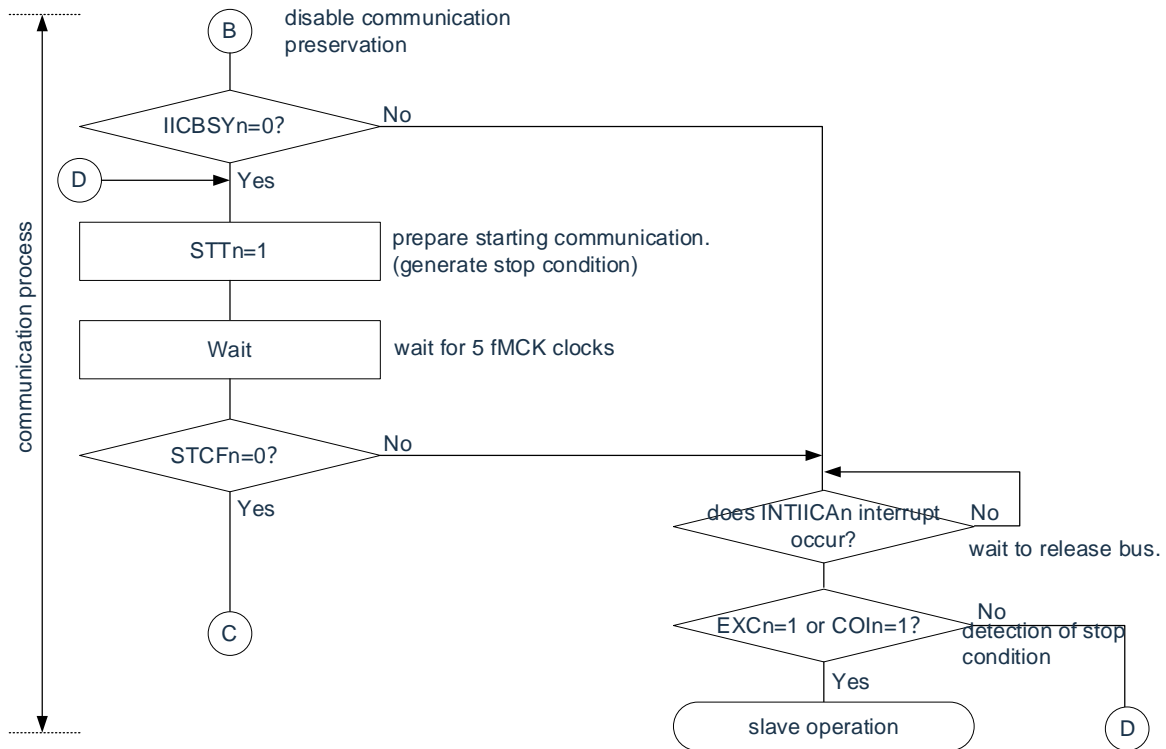 B
disable communication
preservation
IICBSYn=0?
No
D
Yes
STTn=1
prepare starting communication.
(generate stop condition)
Wait
wait for 5 fMCK clocks
STCFn=0?
No
Yes
does INTIICAn interrupt
occur?
No
wait to release bus.
C
EXCn=1 or COIn=1?
No
detection of stop
condition
Yes
slave operation
D
communication process